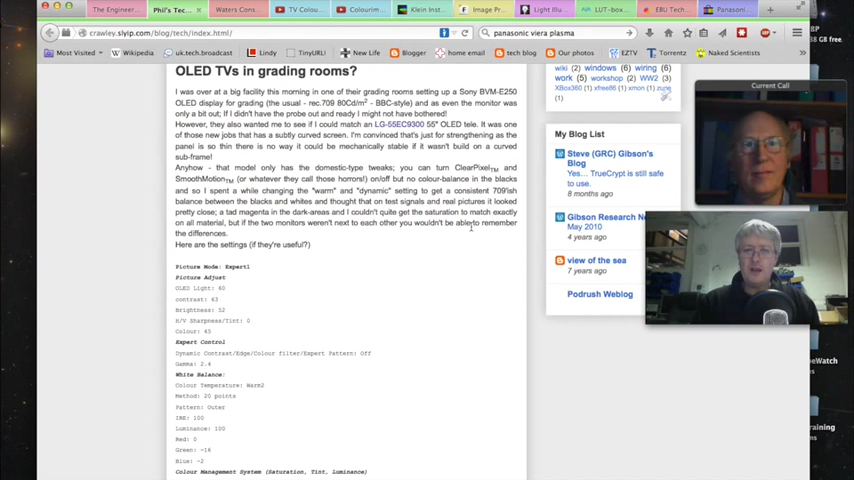 The Engineer...
Phil's Tec...
Waters Cons...
TV Colou...
Colourim...
Klein Inst...
Image Pr...
Light Illu...
LUT-box...
EBU Tec...
Panasoni...
crawley.slyip.com/blog/tech/index.html/
panasonic viera plasma
Most Visited
Wikipedia
uk.tech.broadcast
Lindy
TinyURL!
New Life
Blogger
home email
tech blog
Our photos
EZTV
Torrentz
Naked Scientists
OLED TVs in grading rooms?
I was over at a big facility this morning in one of their grading rooms setting up a Sony BVM-E250
OLED display for grading (the usual - rec.709 80Cd/m2 - BBC-style) and as even the monitor was
only a bit out; If I didn't have the probe out and ready I might not have bothered!
However, they also wanted me to see if I could match an LG-55EC9300 55" OLED tele. It was one
of those new jobs that has a subtly curved screen. I'm convinced that's just for strengthening as the
panel is so thin there is no way it could be mechanically stable if it wasn't build on a curved
sub-frame!
Anyhow - that model only has the domestic-type tweaks; you can turn ClearPixelTM and
SmoothMotionTM (or whatever they call those horrors!) on/off but no colour-balance in the blacks
and so I spent a while changing the "warm" and "dynamic" setting to get a consistent 709'ish
balance between the blacks and whites and thought that on test signals and real pictures it looked
pretty close; a tad magenta in the dark-areas and I couldn't quite get the saturation to match exactly
on all material, but if the two monitors weren't next to each other you wouldn't be able to remember
the differences.
Here are the settings (if they're useful?)
Picture Mode: Expert1
Picture Adjust
OLED Light: 60
contrast: 63
Brightness: 52
H/V Sharpness/Tint: 0
Colour: 45
Expert Control
Dynamic Contrast/Edge/Colour filter/Expert Pattern: Off
Gamma: 2.4
White Balance:
Colour Temperature: Warm2
Method: 20 points
Pattern: Outer
IRE: 100
Luminance: 100
Red: 0
Green: -16
Blue: -2
Colour Management System (Saturation, Tint, Luminance)
wiki (2) windows (6) wiring (6)
work (5) workshop (2) WW2 (3)
XBox360 (1) xfree86 (1) xmon (1) zune
(1)
My Blog List
Steve (GRC) Gibson's
Blog
Yes... TrueCrypt is still safe
to use.
8 months ago
Gibson Research Ne
May 2010
4 years ago
view of the sea
7 years ago
Podrush Weblog
Current Call